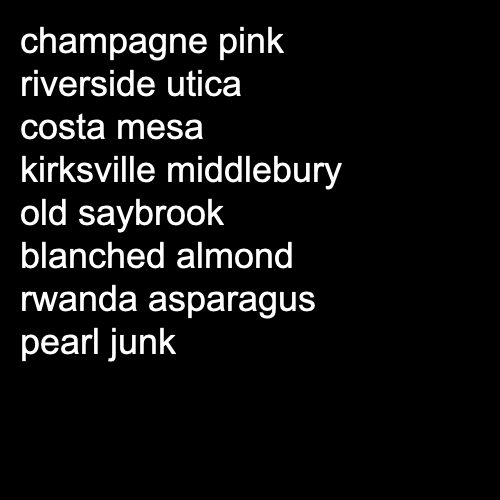 champagne pink
riverside utica
costa mesa
kirksville middlebury
old saybrook
blanched almond
rwanda asparagus
pearl junk